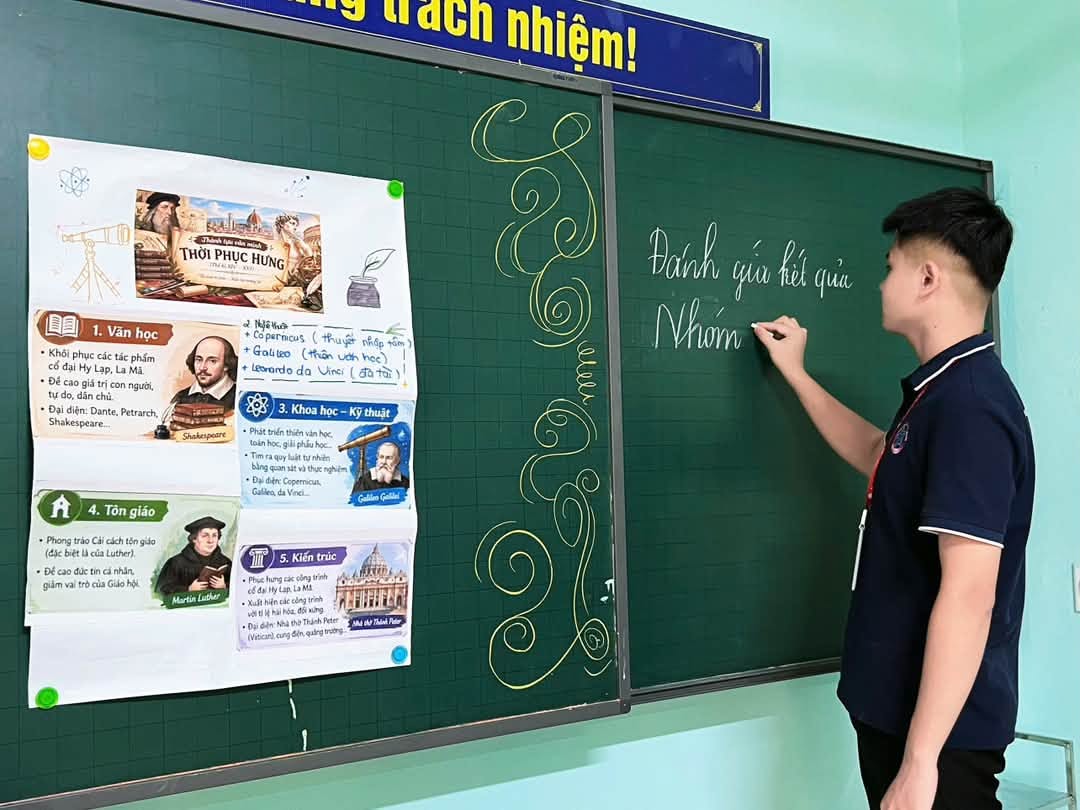 trách nhiệm!
Thành tựu văn minh
THỜI PHỤC HƯNG
1. Văn học
• Khôi phục các tác phẩm
cổ đại Hy Lạp, La Mã.
• Đề cao giá trị con người,
tự do, dân chủ.
• Đại diện: Dante, Petrarch,
Shakespeare...
Shakespeare
2. Nghệ thuật
+ Copernicus ( thuyết nhập tâm)
+ Galileo (thiên văn học)
+ Leonardo da Vinci ( đa tài )
3. Khoa học – Kỹ thuật
• Phát triển thiên văn học,
toán học, giải phẫu học...
• Tìm ra quy luật tự nhiên
bằng quan sát và thực nghiệm
• Đại diện: Copernicus,
Galileo, da Vinci...
Galileo Galilei
4. Tôn giáo
• Phong trào Cải cách tôn giáo
(đặc biệt là của Luther).
• Đề cao đức tin cá nhân,
giảm vai trò của Giáo hội.
Martin Luther
5. Kiến trúc
• Phục hưng các công trình
cổ đại Hy Lạp, La Mã.
• Xuất hiện các công trình
với tỉ lệ hài hòa, đối xứng.
• Đại diện: Nhà thờ Thánh Peter
(Vatican), cung điện, quảng trường...
Nhà thờ Thánh Peter
Đánh giá kết quả
Nhóm